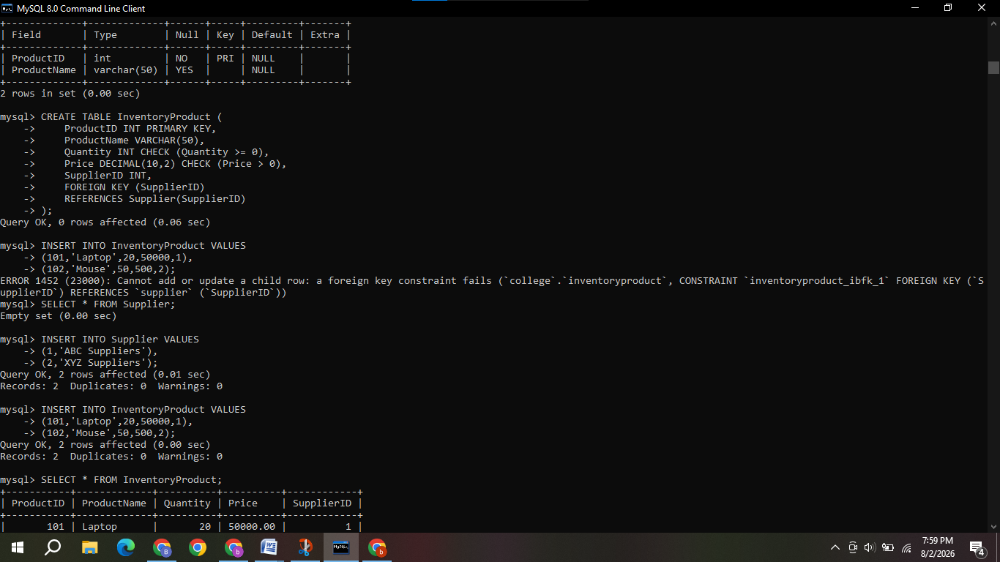 MySQL 8.0 Command Line Client
+-------------+-------------+------+-----+---------+-------+
| Field       | Type        | Null | Key | Default | Extra |
+-------------+-------------+------+-----+---------+-------+
| ProductID   | int         | NO   | PRI | NULL    |       |
| ProductName | varchar(50) | YES  |     | NULL    |       |
+-------------+-------------+------+-----+---------+-------+
2 rows in set (0.00 sec)
mysql> CREATE TABLE InventoryProduct (
    ->     ProductID INT PRIMARY KEY,
    ->     ProductName VARCHAR(50),
    ->     Quantity INT CHECK (Quantity >= 0),
    ->     Price DECIMAL(10,2) CHECK (Price > 0),
    ->     SupplierID INT,
    ->     FOREIGN KEY (SupplierID)
    ->     REFERENCES Supplier(SupplierID)
    -> );
Query OK, 0 rows affected (0.06 sec)
mysql> INSERT INTO InventoryProduct VALUES
    -> (101,'Laptop',20,50000,1),
    -> (102,'Mouse',50,500,2);
ERROR 1452 (23000): Cannot add or update a child row: a foreign key constraint fails (`college`.`inventoryproduct`, CONSTRAINT `inventoryproduct_ibfk_1` FOREIGN KEY (`S
upplierID`) REFERENCES `supplier` (`SupplierID`))
mysql> SELECT * FROM Supplier;
Empty set (0.00 sec)
mysql> INSERT INTO Supplier VALUES
    -> (1,'ABC Suppliers'),
    -> (2,'XYZ Suppliers');
Query OK, 2 rows affected (0.01 sec)
Records: 2  Duplicates: 0  Warnings: 0
mysql> INSERT INTO InventoryProduct VALUES
    -> (101,'Laptop',20,50000,1),
    -> (102,'Mouse',50,500,2);
Query OK, 2 rows affected (0.00 sec)
Records: 2  Duplicates: 0  Warnings: 0
mysql> SELECT * FROM InventoryProduct;
+-----------+-------------+----------+----------+------------+
| ProductID | ProductName | Quantity | Price    | SupplierID |
+-----------+-------------+----------+----------+------------+
|       101 | Laptop      |       20 | 50000.00 |          1 |
7:59 PM
8/2/2026
4